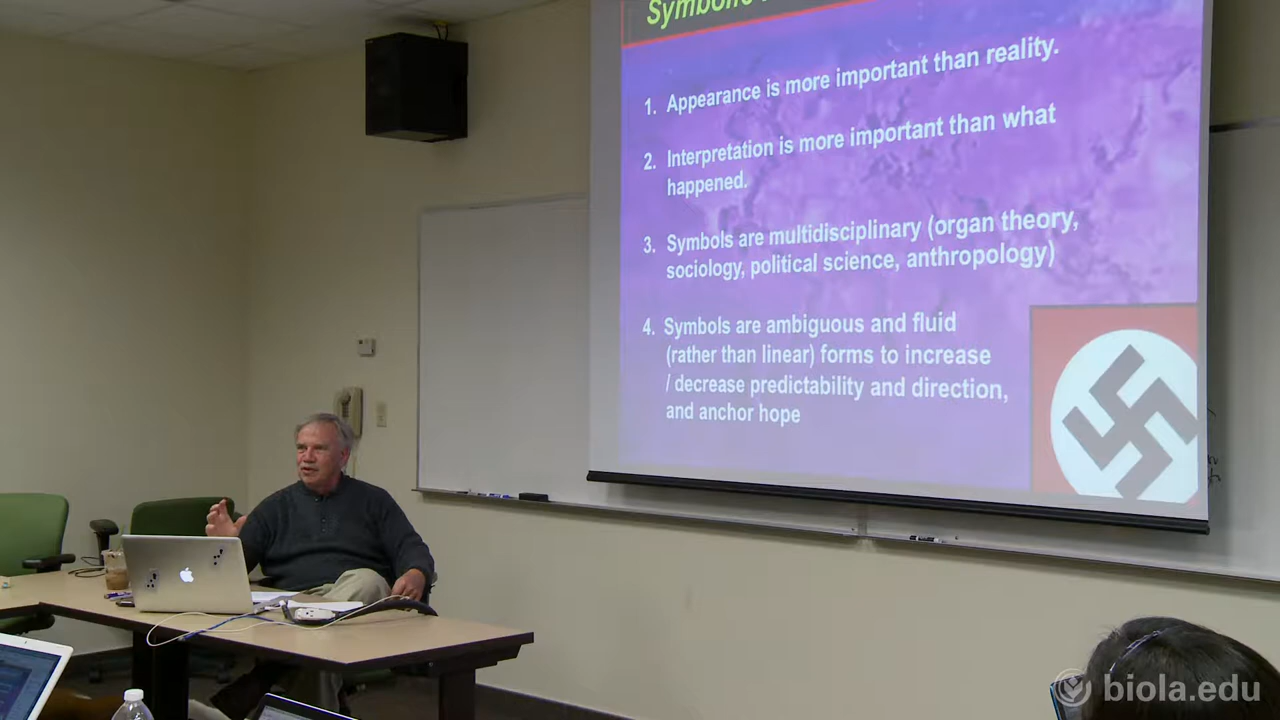 Symbolic
1. Appearance is more important than reality.
2. Interpretation is more important than what
happened.
3. Symbols are multidisciplinary (organ theory,
sociology, political science, anthropology)
4. Symbols are ambiguous and fluid
(rather than linear) forms to increase
/ decrease predictability and direction,
and anchor hope
biola.edu